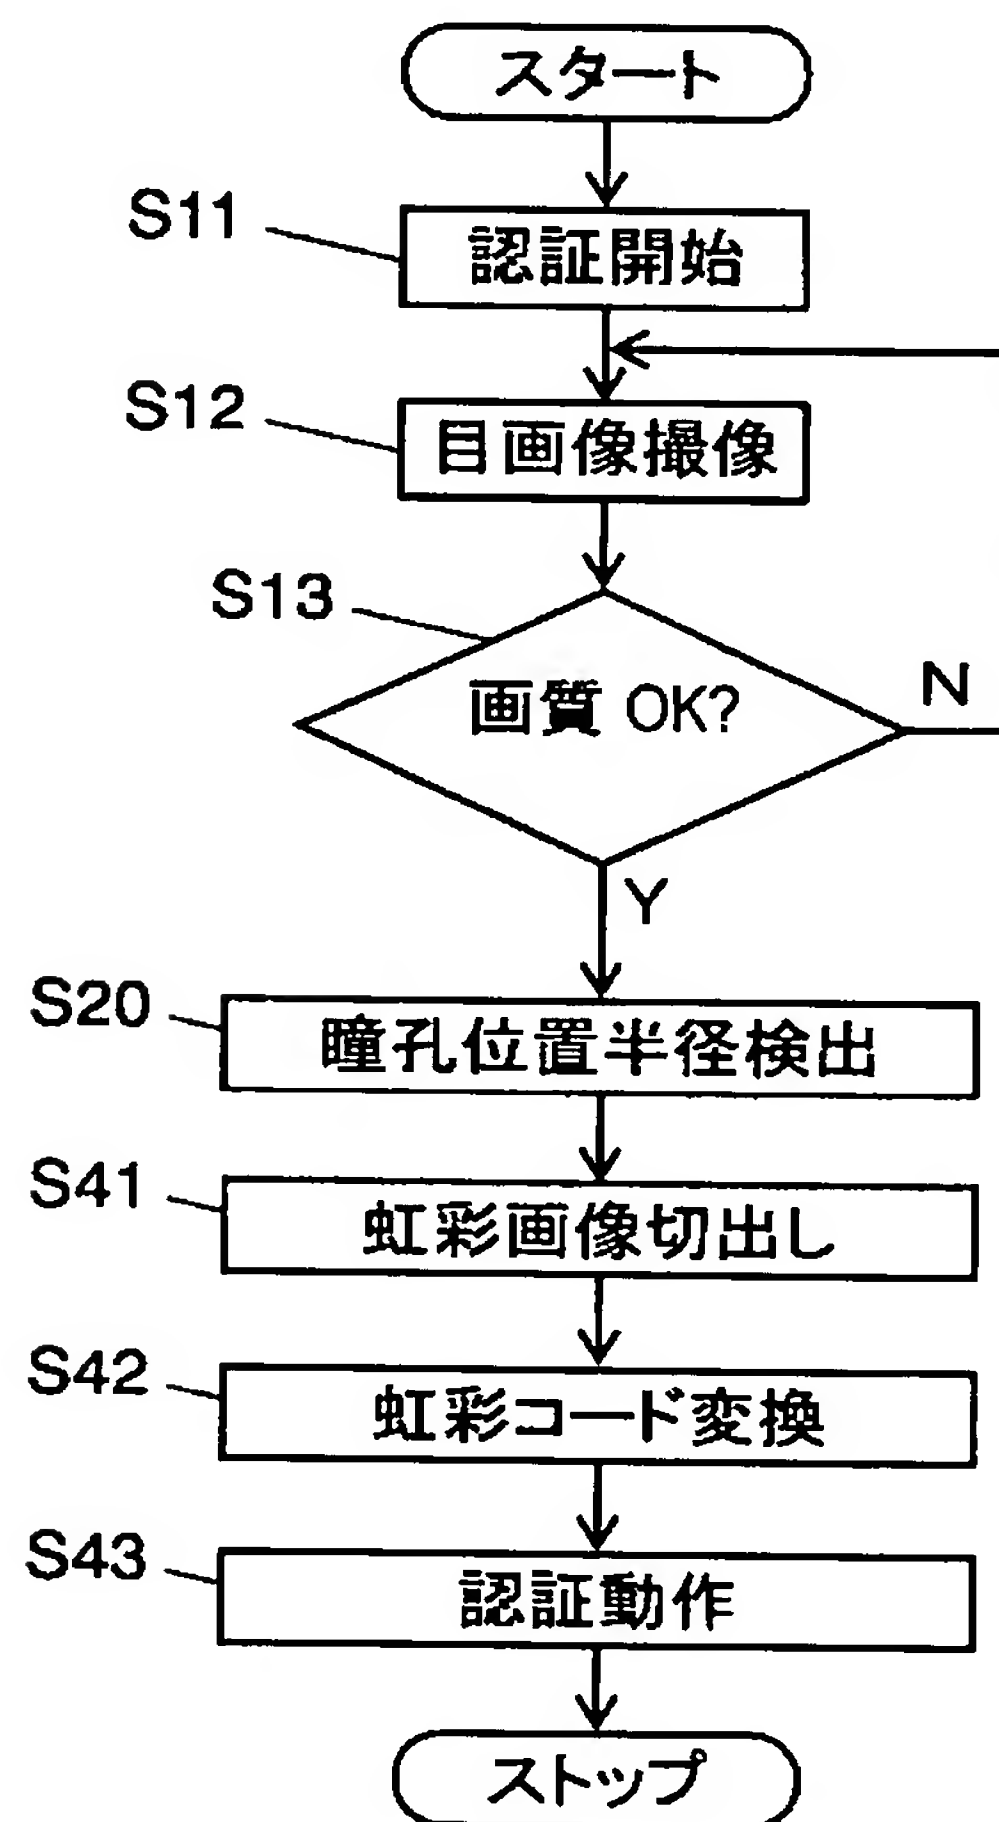 スタート
S11
認証開始
S12
目画像撮像
S13
画質 OK?
N
Y
S20
瞳孔位置半径検出
S41
虹彩画像切出し
S42
虹彩コード変換
S43
認証動作
ストップ